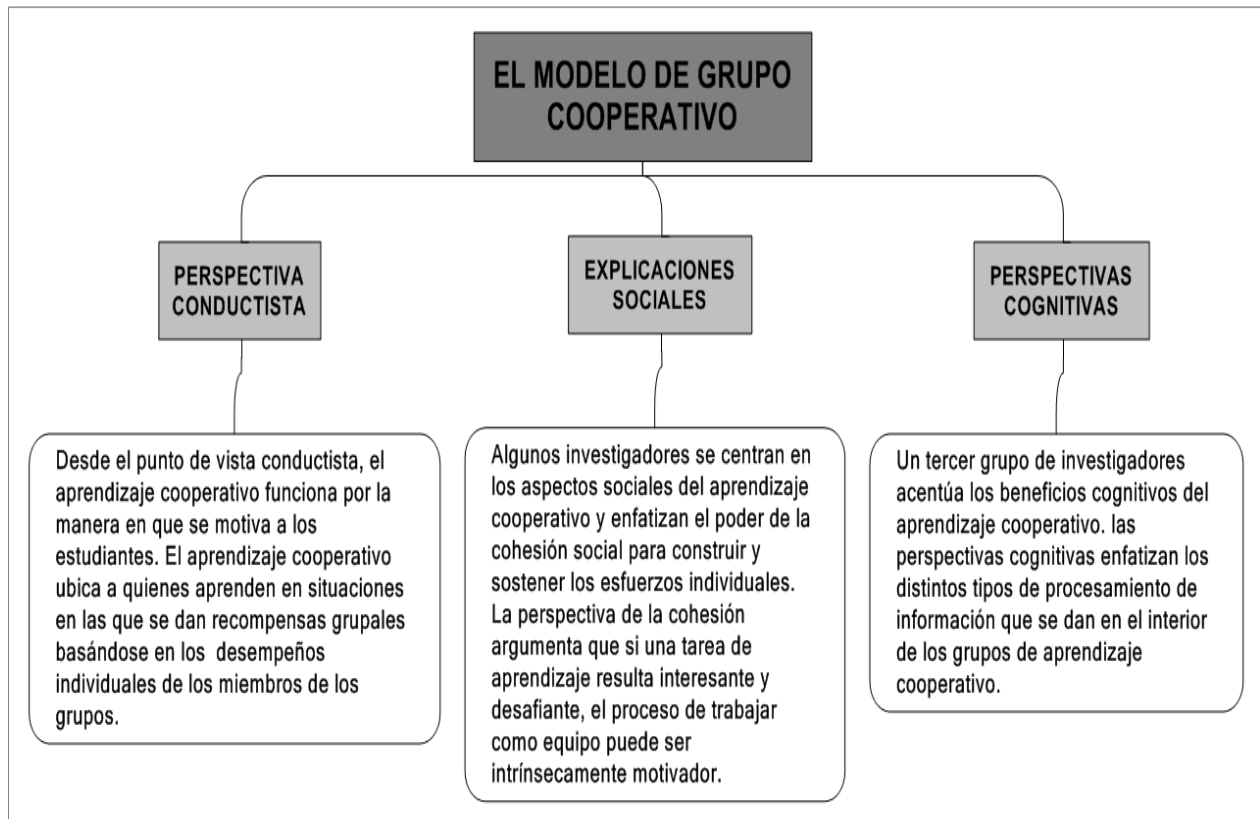 EL MODELO DE GRUPO
COOPERATIVO
PERSPECTIVA
CONDUCTISTA
EXPLICACIONES
SOCIALES
PERSPECTIVAS
COGNITIVAS
Desde el punto de vista conductista, el
aprendizaje cooperativo funciona por la
manera en que se motiva a los
estudiantes. El aprendizaje cooperativo
ubica a quienes aprenden en situaciones
en las que se dan recompensas grupales
basándose en los desempeños
individuales de los miembros de los
grupos.
Algunos investigadores se centran en
los aspectos sociales del aprendizaje
cooperativo y enfatizan el poder de la
cohesión social para construir y
sostener los esfuerzos individuales.
La perspectiva de la cohesión
argumenta que si una tarea de
aprendizaje resulta interesante y
desafiante, el proceso de trabajar
como equipo puede ser
intrínsecamente motivador.
Un tercer grupo de investigadores
acentúa los beneficios cognitivos del
aprendizaje cooperativo. las
perspectivas cognitivas enfatizan los
distintos tipos de procesamiento de
información que se dan en el interior
de los grupos de aprendizaje
cooperativo.